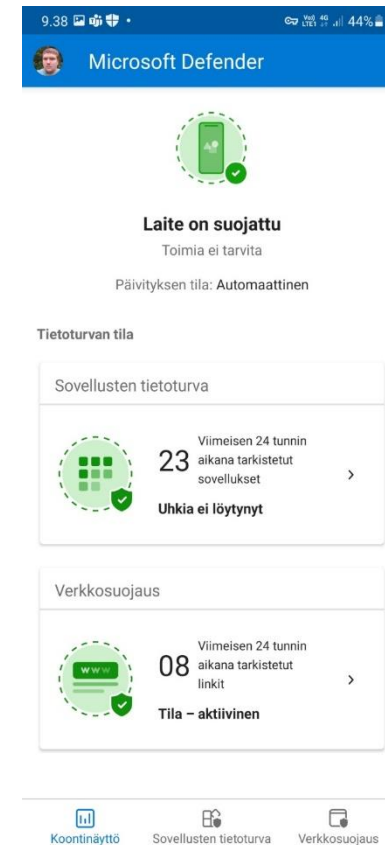 9.38
VoLTE1 4G 44%
Microsoft Defender
Laite on suojattu
Toimia ei tarvita
Päivityksen tila: Automaattinen
Tietoturvan tila
Sovellusten tietoturva
23
Viimeisen 24 tunnin
aikana tarkistetut
sovellukset
Uhkia ei löytynyt
Verkkosuojaus
www
08
Viimeisen 24 tunnin
aikana tarkistetut
linkit
Tila – aktiivinen
Koontinäyttö
Sovellusten tietoturva
Verkkosuojaus